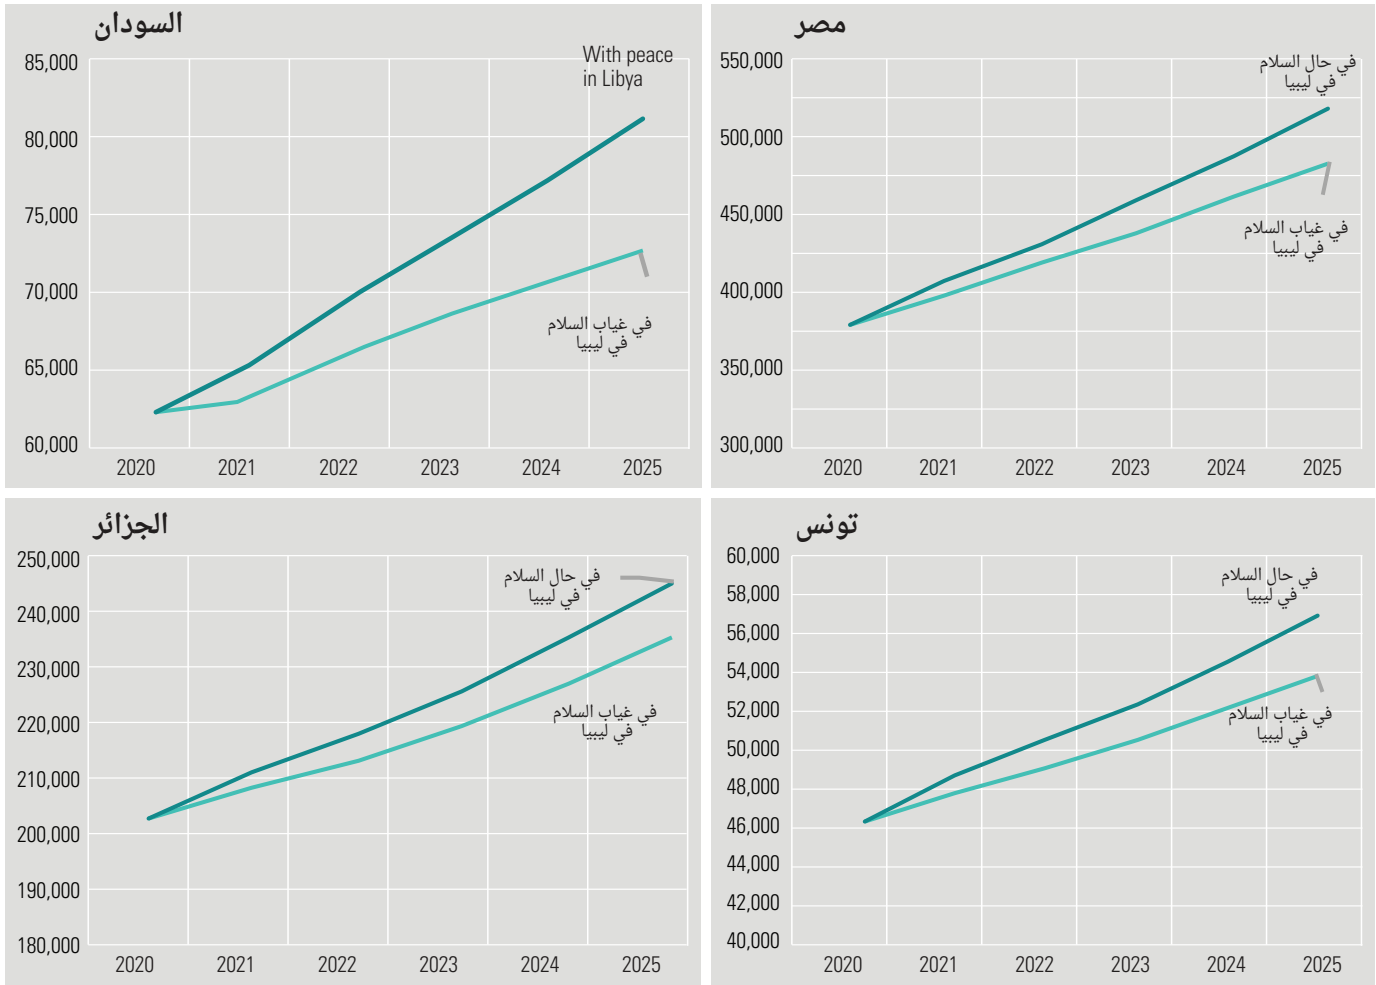 السودان
85,000
80,000
75,000
70,000
65,000
60,000
With peace
in Libya
في غياب السلام
في ليبيا
2020 2021 2022 2023 2024 2025
مصر
550,000
500,000
450,000
400,000
350,000
300,000
في حال السلام
في ليبيا
في غياب السلام
في ليبيا
2020 2021 2022 2023 2024 2025
الجزائر
250,000
240,000
230,000
220,000
210,000
200,000
190,000
180,000
في حال السلام
في ليبيا
في غياب السلام
في ليبيا
2020 2021 2022 2023 2024 2025
تونس
60,000
58,000
56,000
54,000
52,000
50,000
48,000
46,000
44,000
42,000
40,000
في حال السلام
في ليبيا
في غياب السلام
في ليبيا
2020 2021 2022 2023 2024 2025